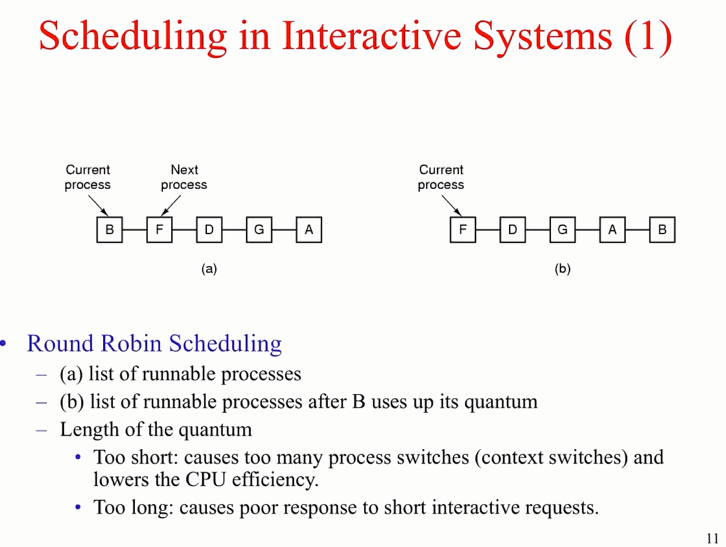 Scheduling in Interactive Systems (1)
Current process
Next process
B F D G A
(a)
Current process
F D G A B
(b)
• Round Robin Scheduling
– (a) list of runnable processes
– (b) list of runnable processes after B uses up its quantum
– Length of the quantum
• Too short: causes too many process switches (context switches) and
lowers the CPU efficiency.
• Too long: causes poor response to short interactive requests.
11